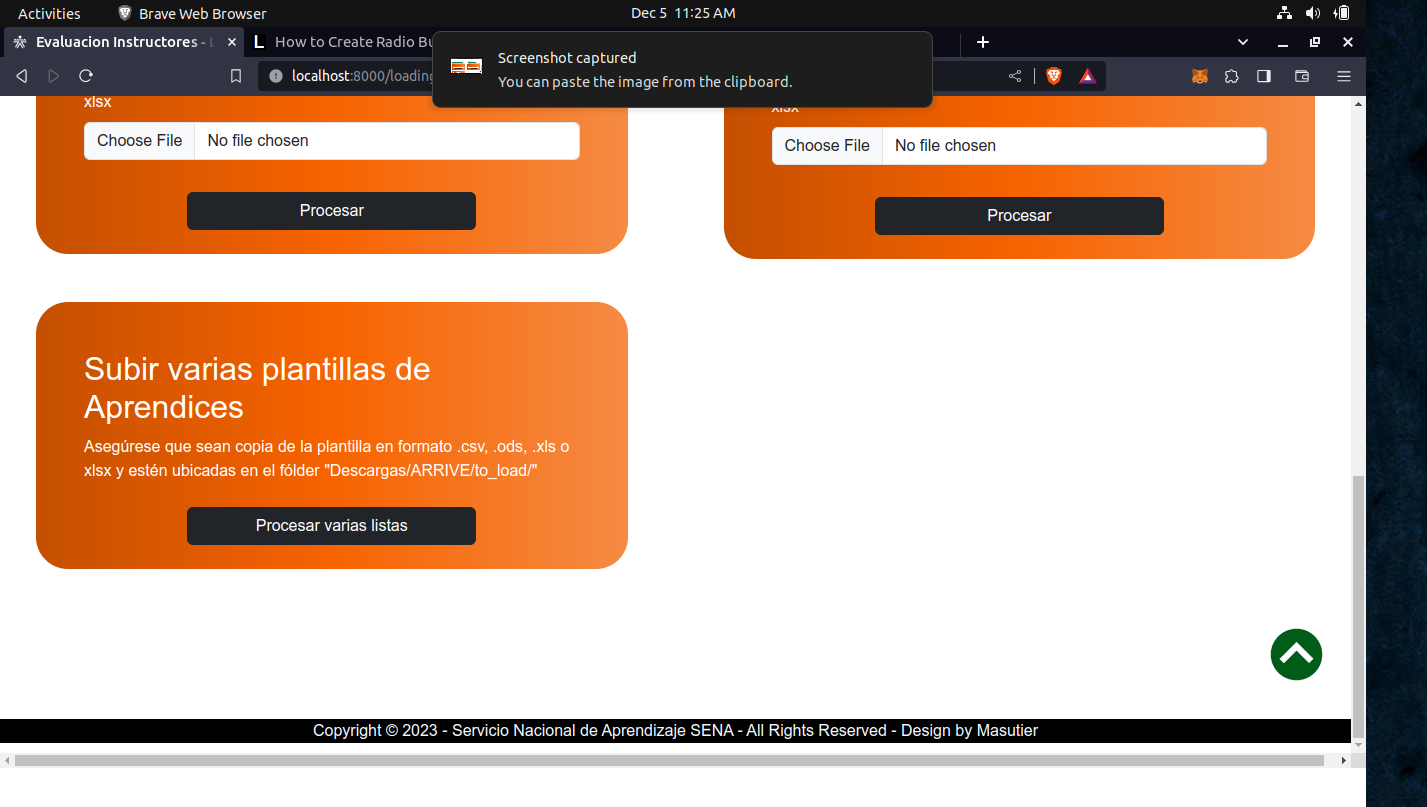 Activities
Brave Web Browser
Dec 5 11:25 AM
Evaluacion Instructores - L
How to Create Radio Bu
Screenshot captured
You can paste the image from the clipboard.
localhost:8000/loading
xlsx
Choose File No file chosen
Procesar
xlsx
Choose File No file chosen
Procesar
Subir varias plantillas de
Aprendices
Asegúrese que sean copia de la plantilla en formato .csv, .ods, .xls o
xlsx y estén ubicadas en el fólder "Descargas/ARRIVE/to_load/"
Procesar varias listas
Copyright © 2023 - Servicio Nacional de Aprendizaje SENA - All Rights Reserved - Design by Masutier